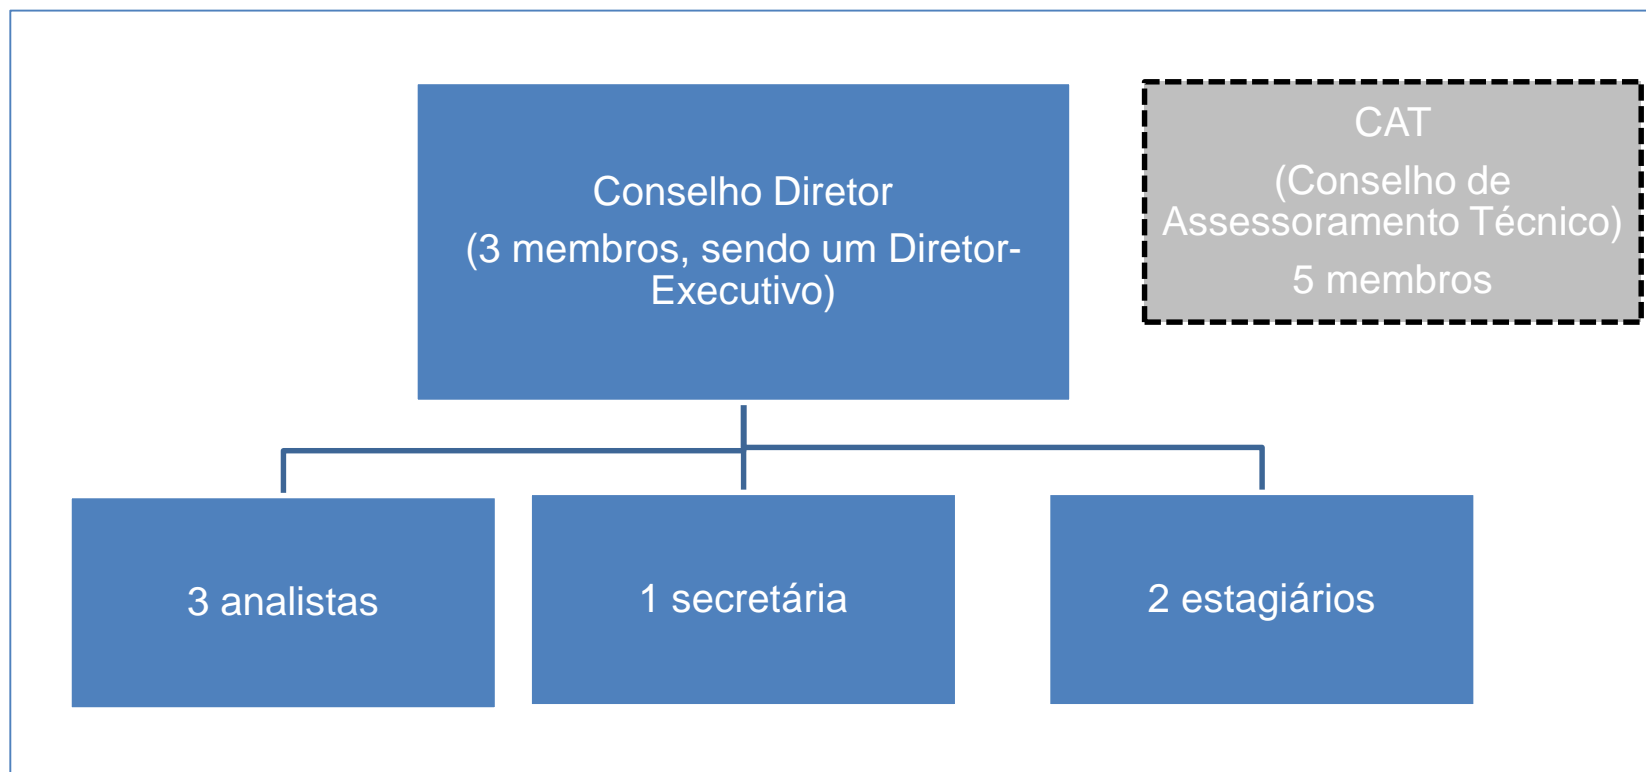 Conselho Diretor
(3 membros, sendo um Diretor-
Executivo)
CAT
(Conselho de
Assessoramento Técnico)
5 membros
3 analistas
1 secretária
2 estagiários